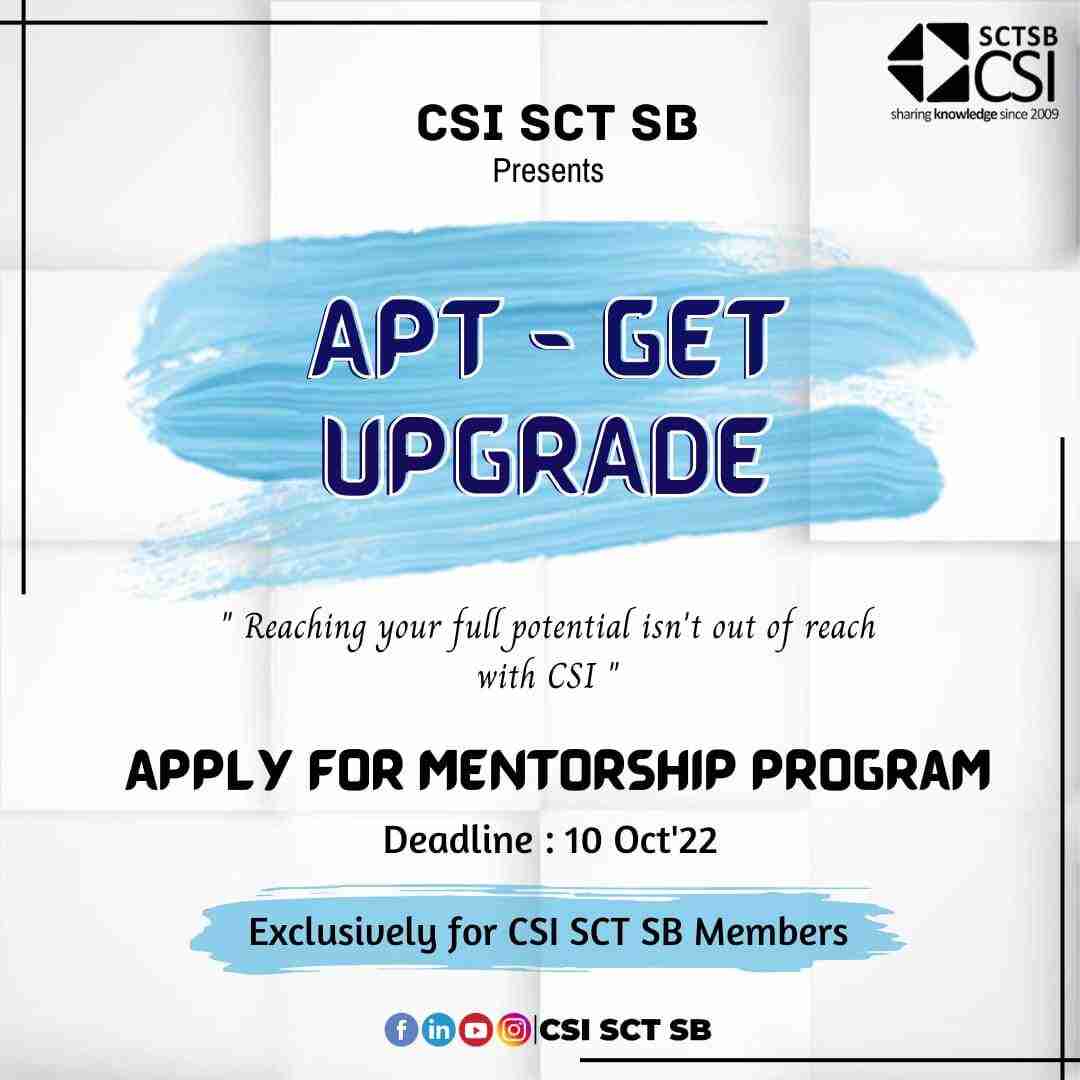 SCTSB
CSI
sharing knowledge since 2009
CSI SCT SB
Presents
APT - GET
UPGRADE
" Reaching your full potential isn't out of reach
with CSI "
APPLY FOR MENTORSHIP PROGRAM
Deadline : 10 Oct'22
Exclusively for CSI SCT SB Members
|CSI SCT SB